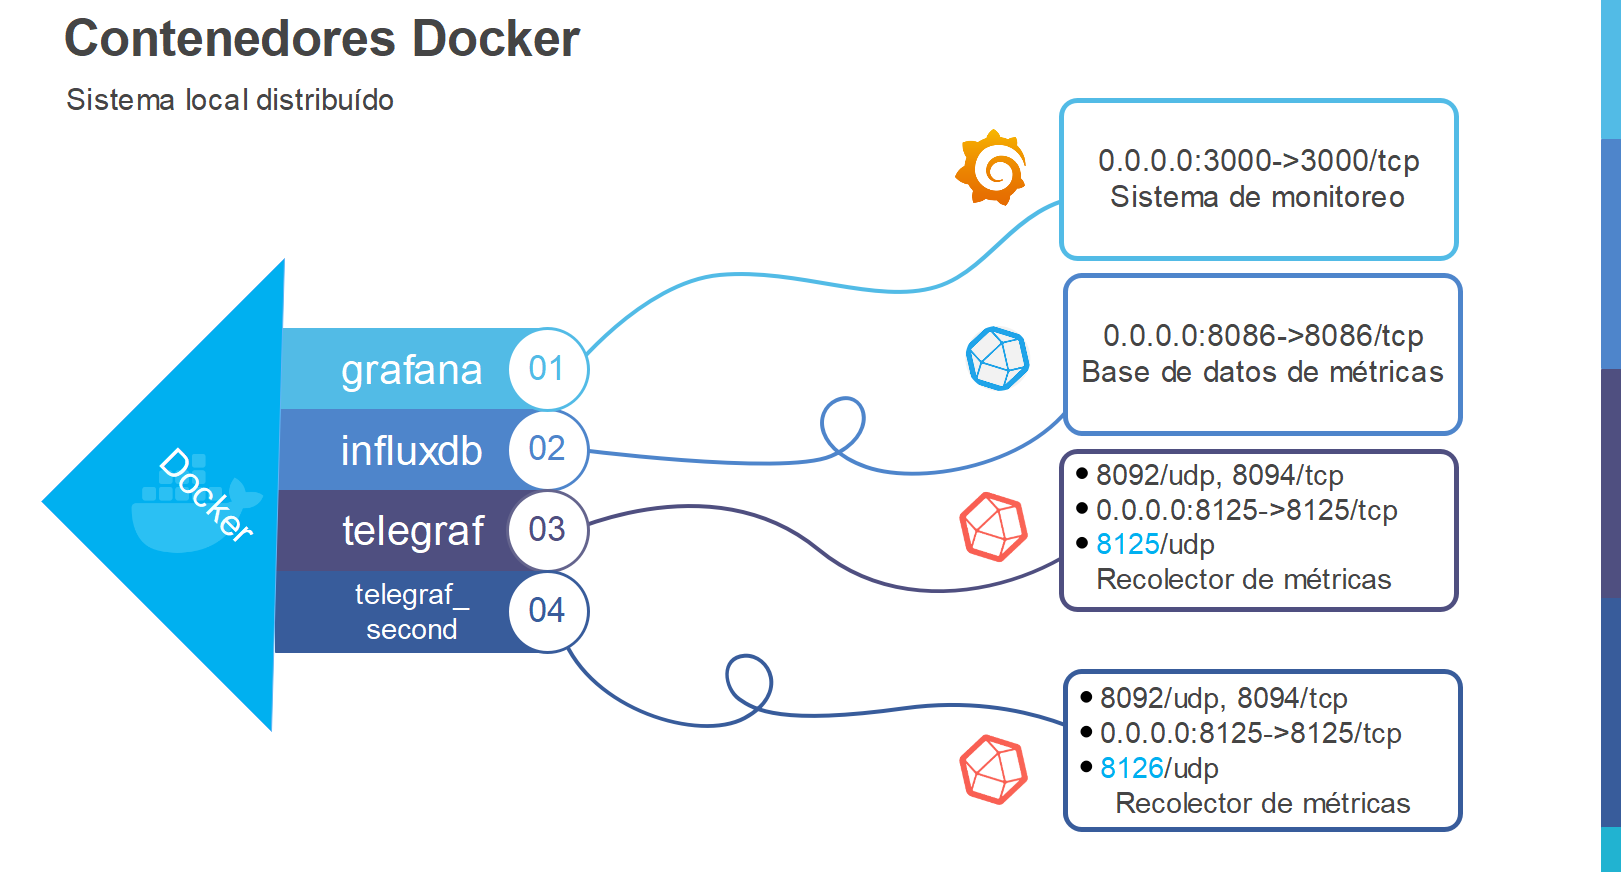 Contenedores Docker
Sistema local distribuído
Docker
grafana
01
influxdb
02
telegraf
03
telegraf_
second
04
0.0.0.0:3000->3000/tcp
Sistema de monitoreo
0.0.0.0:8086->8086/tcp
Base de datos de métricas
• 8092/udp, 8094/tcp
• 0.0.0.0:8125->8125/tcp
• 8125/udp
Recolector de métricas
• 8092/udp, 8094/tcp
• 0.0.0.0:8125->8125/tcp
• 8126/udp
Recolector de métricas